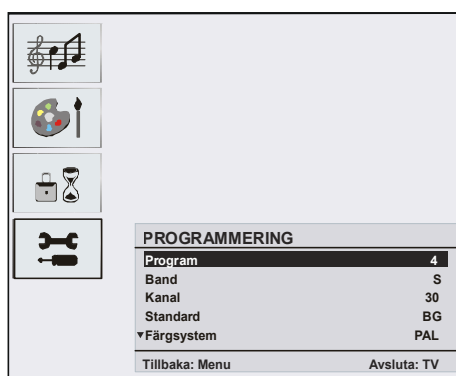 PROGRAMMERING
Program 4
Band S
Kanal 30
Standard BG
▼Färgsystem PAL
Tillbaka: Menu Avsluta: TV